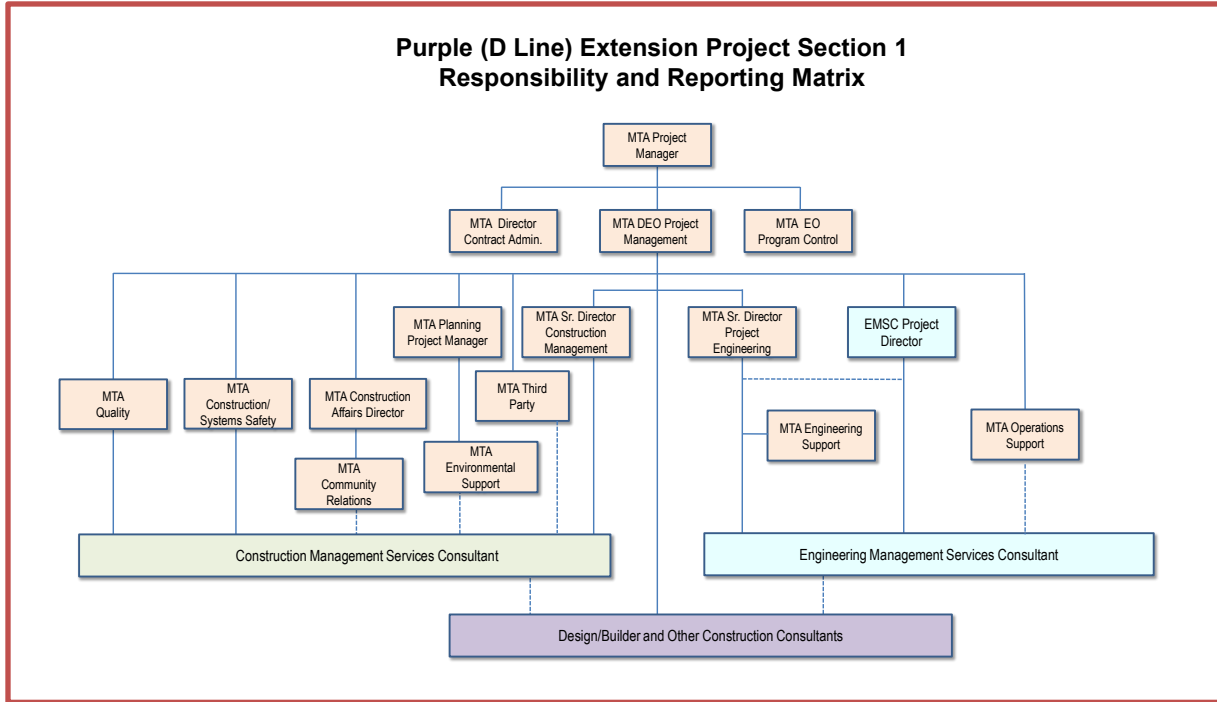 Purple (D Line) Extension Project Section 1
Responsibility and Reporting Matrix
MTA Project
Manager
MTA Director
Contract Admin.
MTA DEO Project
Management
MTA EO
Program Control
MTA Planning
Project Manager
MTA Sr. Director
Construction
Management
MTA Sr. Director
Project
Engineering
EMSC Project
Director
MTA
Quality
MTA
Construction/
Systems Safety
MTA Construction
Affairs Director
MTA Third
Party
MTA Engineering
Support
MTA Operations
Support
MTA
Community
Relations
MTA
Environmental
Support
Construction Management Services Consultant
Engineering Management Services Consultant
Design/Builder and Other Construction Consultants